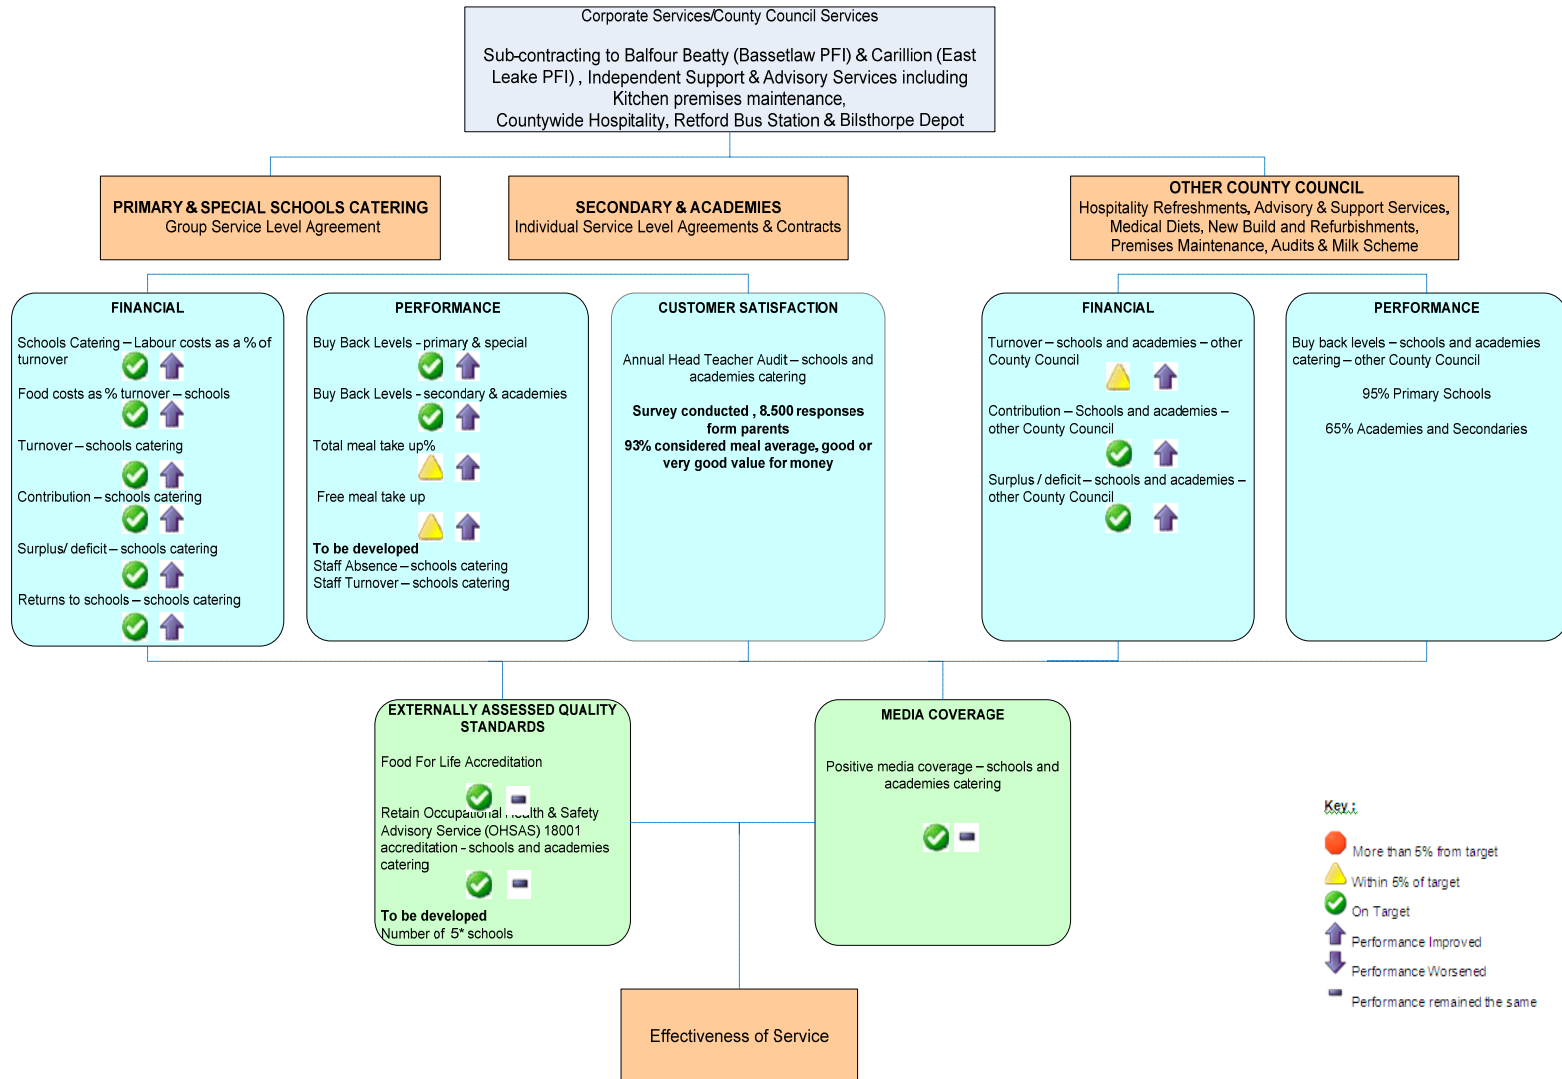 Corporate Services/County Council Services
Sub-contracting to Balfour Beatty (Bassetlaw PFI) & Carillion (East
Leake PFI) , Independent Support & Advisory Services including
Kitchen premises maintenance,
Countywide Hospitality, Retford Bus Station & Bilsthorpe Depot
PRIMARY & SPECIAL SCHOOLS CATERING
Group Service Level Agreement
SECONDARY & ACADEMIES
Individual Service Level Agreements & Contracts
OTHER COUNTY COUNCIL
Hospitality Refreshments, Advisory & Support Services,
Medical Diets, New Build and Refurbishments,
Premises Maintenance, Audits & Milk Scheme
FINANCIAL
Schools Catering – Labour costs as a % of
turnover
Food costs as % turnover – schools
Turnover – schools catering
Contribution – schools catering
Surplus/ deficit – schools catering
Returns to schools – schools catering
PERFORMANCE
Buy Back Levels - primary & special
Buy Back Levels - secondary & academies
Total meal take up%
Free meal take up
To be developed
Staff Absence – schools catering
Staff Turnover – schools catering
CUSTOMER SATISFACTION
Annual Head Teacher Audit – schools and
academies catering
Survey conducted , 8.500 responses
form parents
93% considered meal average, good or
very good value for money
FINANCIAL
Turnover – schools and academies – other
County Council
Contribution – Schools and academies –
other County Council
Surplus / deficit – schools and academies –
other County Council
PERFORMANCE
Buy back levels – schools and academies
catering – other County Council
95% Primary Schools
65% Academies and Secondaries
EXTERNALLY ASSESSED QUALITY
STANDARDS
Food For Life Accreditation
Retain Occupational Health & Safety
Advisory Service (OHSAS) 18001
accreditation - schools and academies
catering
To be developed
Number of 5* schools
MEDIA COVERAGE
Positive media coverage – schools and
academies catering
Key :
More than 5% from target
Within 5% of target
On Target
Performance Improved
Performance Worsened
Performance remained the same
Effectiveness of Service